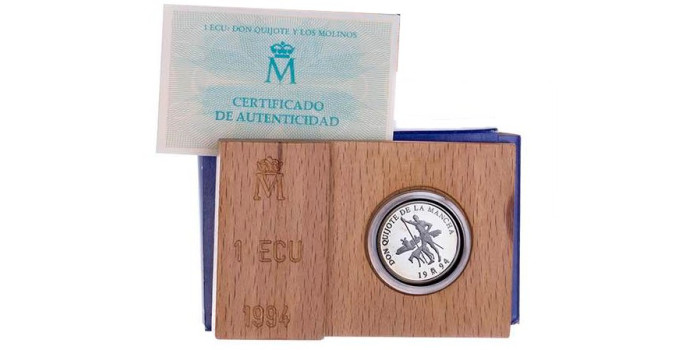 1 ECU: DON QUIJOTE Y LOS MOLINOS
M
CERTIFICADO
DE AUTENTICIDAD
M
1 ECU
1994
DON QUIJOTE DE LA MANCHA
19 M 94